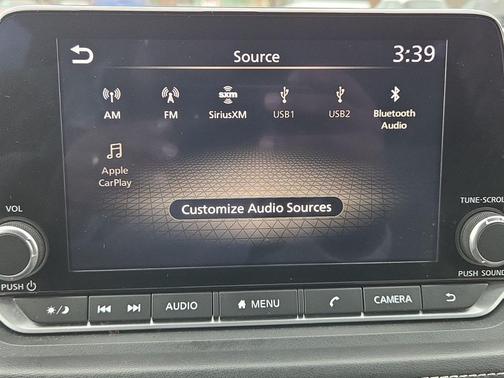 Source 3:39
AM FM SiriusXM USB1 USB2 Bluetooth
Audio
sxm
Apple
CarPlay
Customize Audio Sources
VOL
TUNE-SCROLL
PUSH
PUSH SOUND
AUDIO MENU CAMERA